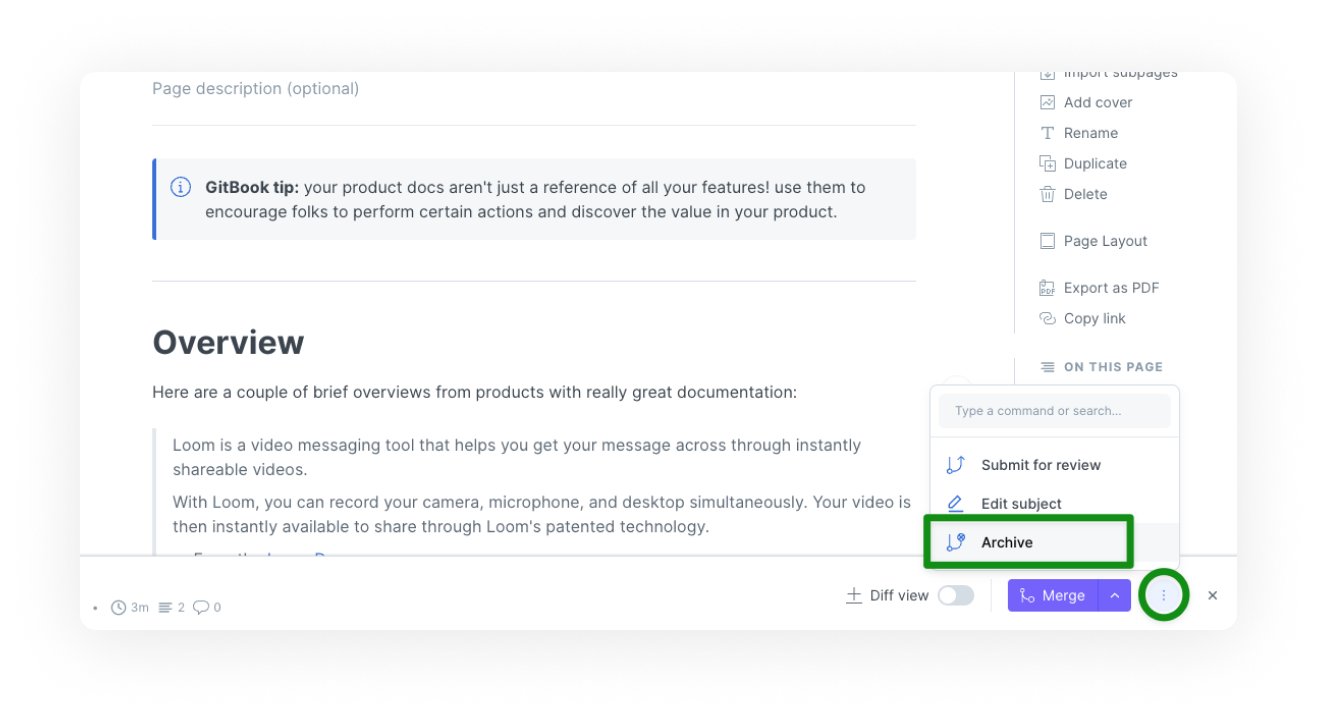 Page description (optional)
GitBook tip: your product docs aren't just a reference of all your features! use them to
encourage folks to perform certain actions and discover the value in your product.
Overview
Here are a couple of brief overviews from products with really great documentation:
Loom is a video messaging tool that helps you get your message across through instantly
shareable videos.
With Loom, you can record your camera, microphone, and desktop simultaneously. Your video is
then instantly available to share through Loom's patented technology.
Import subpages
Add cover
Rename
Duplicate
Delete
Page Layout
PDF
Export as PDF
Copy link
ON THIS PAGE
Type a command or search...
Submit for review
Edit subject
Archive
• 3m 2 0
Diff view
Merge